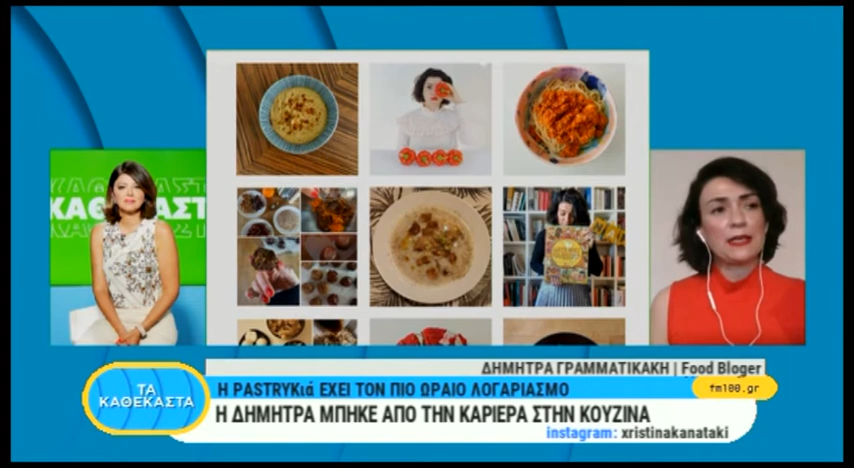 ΚΑΘΕΚΑΣΤ
ΔΗΜΗΤΡΑ ΓΡΑΜΜΑΤΙΚΑΚΗ | Food Bloger
Η PASTRYΚιά ΕΧΕΙ ΤΟΝ ΠΙΟ ΩΡΑΙΟ ΛΟΓΑΡΙΑΣΜΟ
fm100.gr
ΤΑ
ΚΑΘΕΚΑΣΤΑ
Η ΔΗΜΗΤΡΑ ΜΠΗΚΕ ΑΠΟ ΤΗΝ ΚΑΡΙΕΡΑ ΣΤΗΝ ΚΟΥΖΙΝΑ
instagram: xristinakanataki